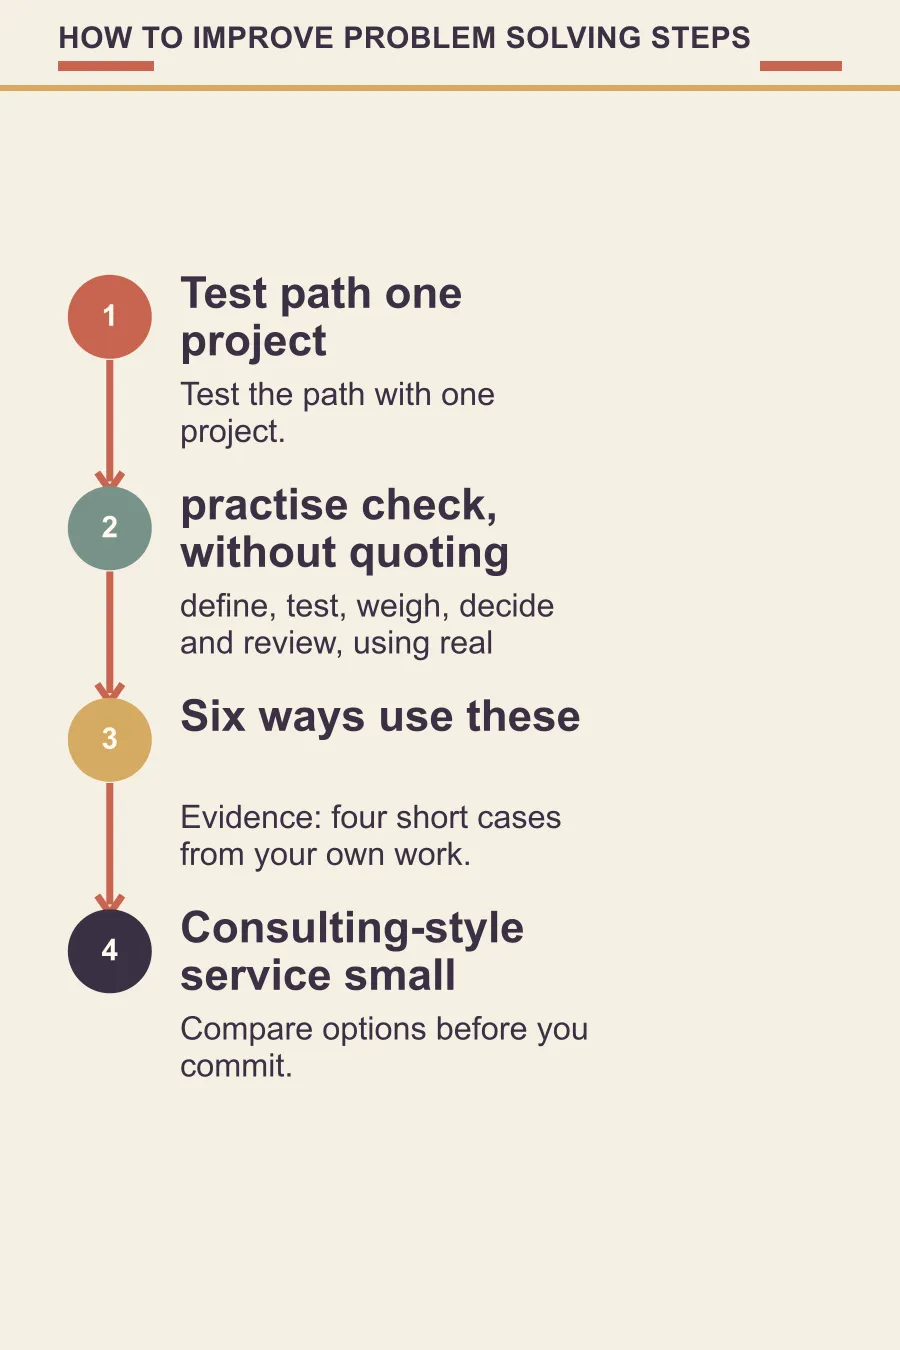 HOW TO IMPROVE PROBLEM SOLVING STEPS
1
Test path one
project
Test the path with one
project.
2
practise check,
without quoting
define, test, weigh, decide
and review, using real
3
Six ways use these
Evidence: four short cases
from your own work.
4
Consulting-style
service small
Compare options before you
commit.